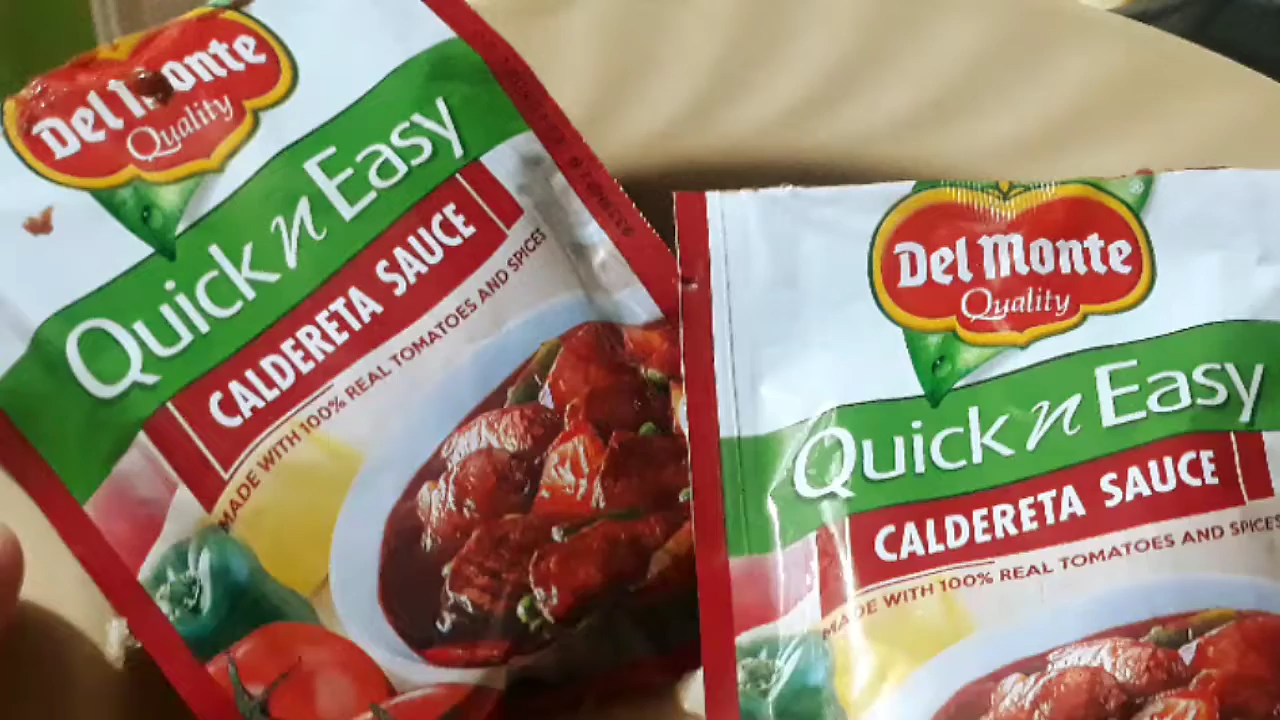 Del Monte
Quality
Quick n Easy
CALDERETA SAUCE
MADE WITH 100% REAL TOMATOES AND SPICES
Del Monte
Quality
®
Quick n Easy
CALDERETA SAUCE
MADE WITH 100% REAL TOMATOES AND SPICES